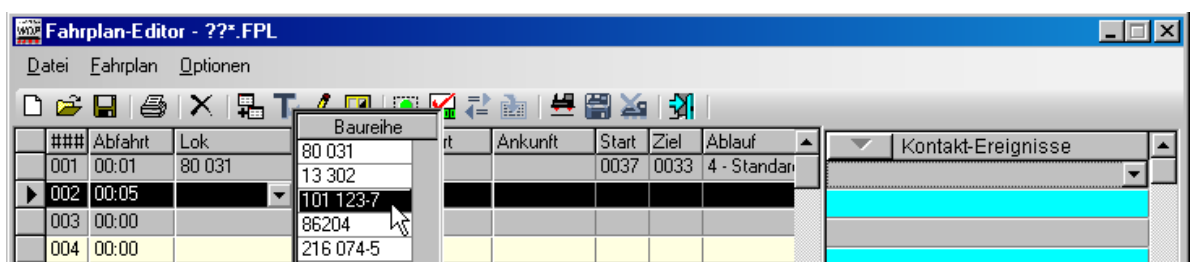 Fahrplan-Editor - ??*.FPL
Datei Fahrplan Optionen
Baureihe
80 031
13 302
101 123-7
86204
216 074-5
### Abfahrt Lok rt Ankunft Start Ziel Ablauf Kontakt-Ereignisse
001 00:01 80 031 0037 0033 4 - Standar
002 00:05
003 00:00
004 00:00